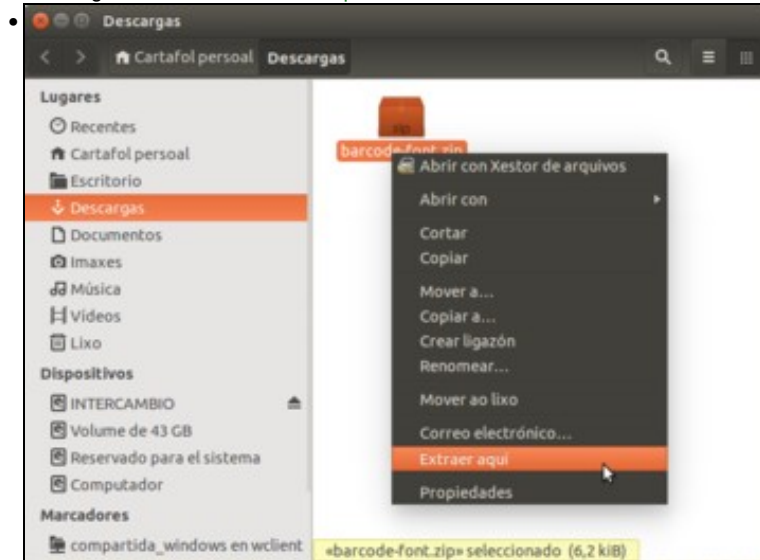 Descargas
Cartafol persoal Descargas
Lugares
Recentes
Cartafol persoal
Escritorio
Descargas
Documentos
Imaxes
Música
Vídeos
Lixo
Dispositivos
INTERCAMBIO
Volume de 43 GB
Reservado para el sistema
Computador
Marcadores
compartida_windows en wclient
zip
barcode-font.zip
Abrir con Xestor de arquivos
Abrir con
Cortar
Copiar
Mover a...
Copiar a...
Crear ligazón
Renomear...
Mover ao lixo
Correo electrónico...
Extraer aquí
Propiedades
«barcode-font.zip» seleccionado (6,2 kiB)